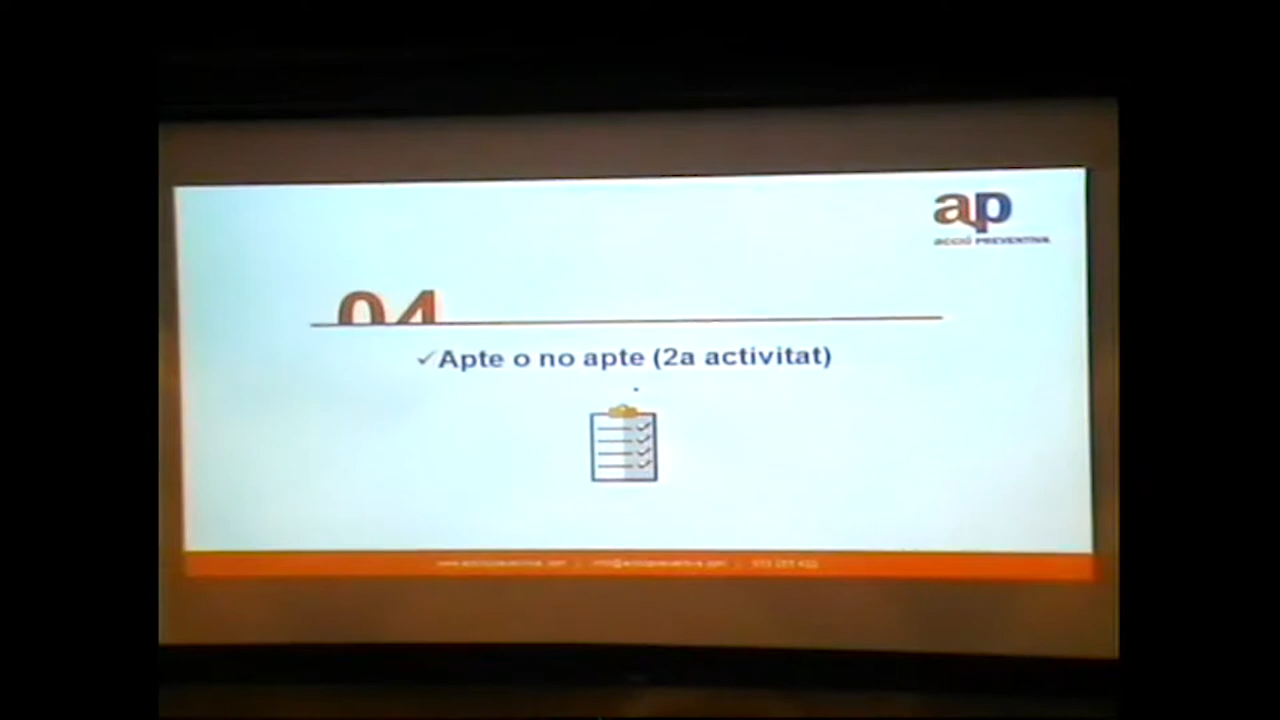 ap
acció PREVENTIVA
04
✓Apte o no apte (2a activitat)
.